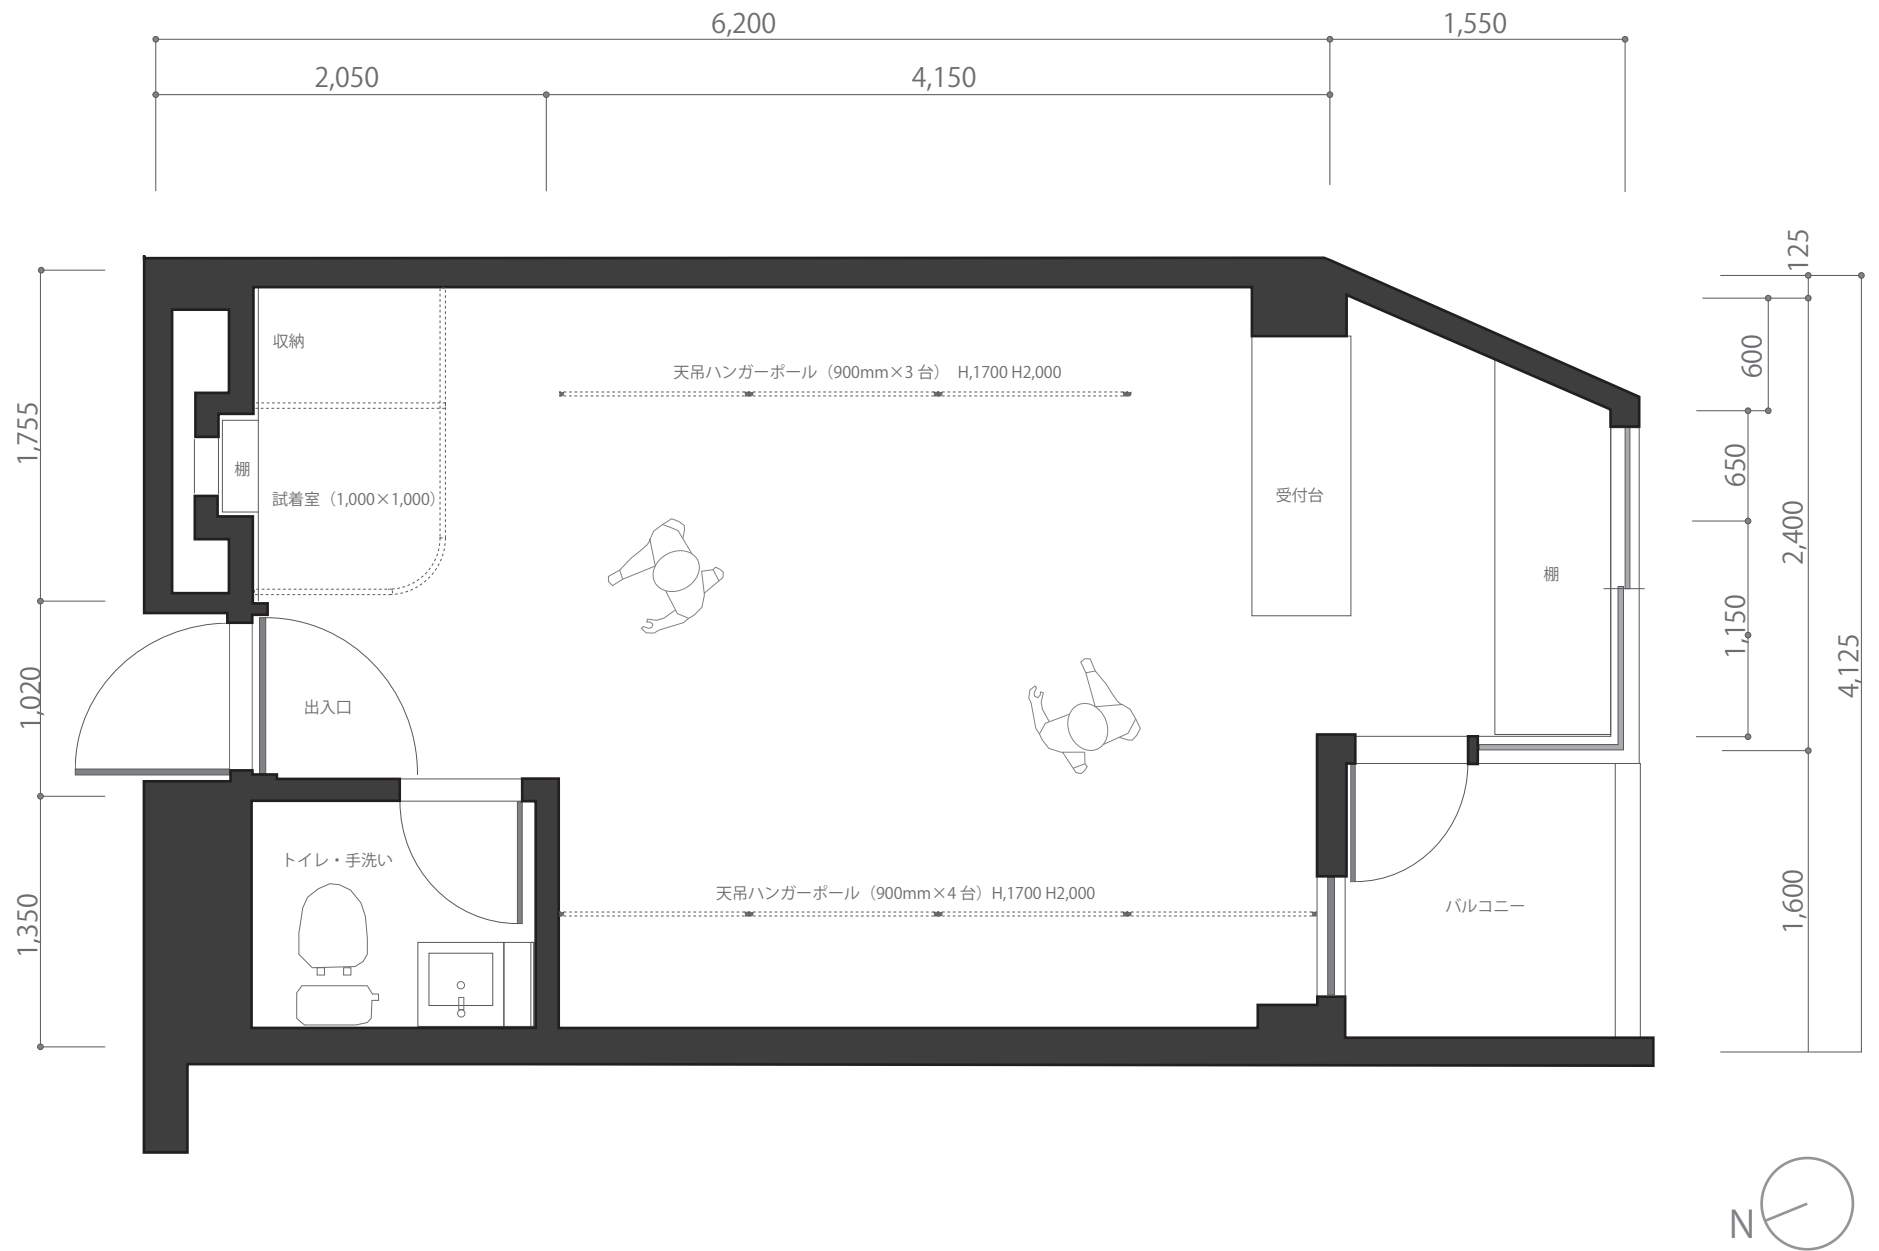 6,200
1,550
2,050
4,150
125
600
650
2,400
1,150
4,125
1,600
1,755
1,020
1,350
収納
天吊ハンガーポール（900mm×3 台） H,1700 H2,000
棚
試着室（1,000×1,000）
受付台
棚
出入口
トイレ・手洗い
天吊ハンガーポール（900mm×4 台）H,1700 H2,000
バルコニー
N